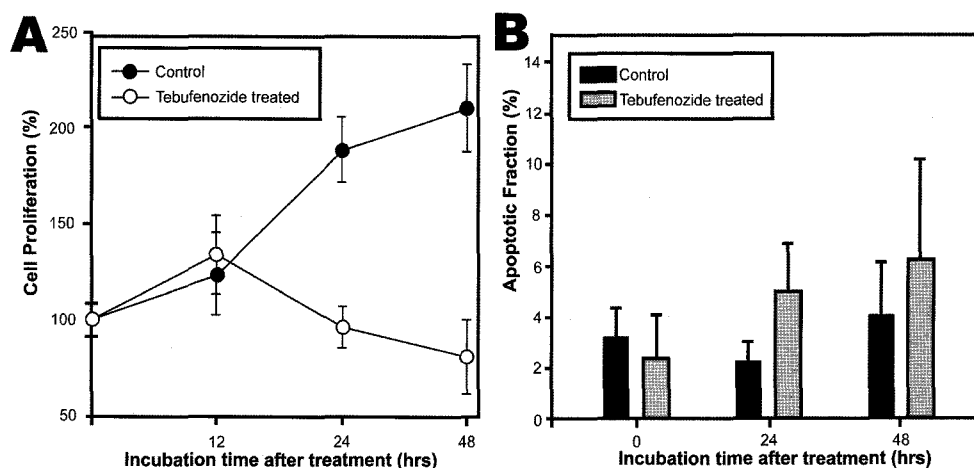 A
Cell Proliferation (%)
250
200
150
100
50
Control
Tebufenozide treated
12
24
48
Incubation time after treatment (hrs)
B
Apoptotic Fraction (%)
14
12
10
8
6
4
2
0
Control
Tebufenozide treated
0
24
48
Incubation time after treatment (hrs)